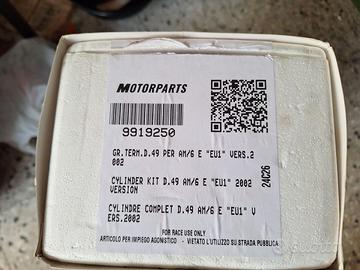 MOTORPARTS
9919250
GR.TERM.D.49 PER AM/6 E "EU1" VERS.2
002
CYLINDER KIT D.49 AM/6 E "EU1" 2002
VERSION
CYLINDRE COMPLET D.49 AM/6 E "EU1" V
ERS.2002
24C26
FOR RACE USE ONLY
ARTICOLO PER IMPIEGO AGONISTICO - VIETATO L'UTILIZZO SU STRADA PUBBLICA
subito